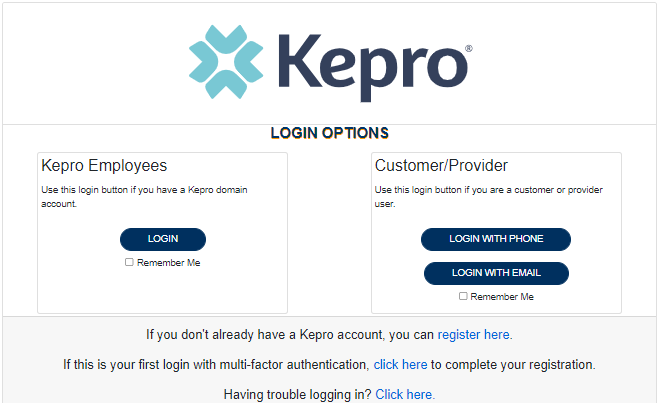 Kepro®
LOGIN OPTIONS
Kepro Employees
Use this login button if you have a Kepro domain
account.
LOGIN
Remember Me
Customer/Provider
Use this login button if you are a customer or provider
user.
LOGIN WITH PHONE
LOGIN WITH EMAIL
Remember Me
If you don't already have a Kepro account, you can register here.
If this is your first login with multi-factor authentication, click here to complete your registration.
Having trouble logging in? Click here.